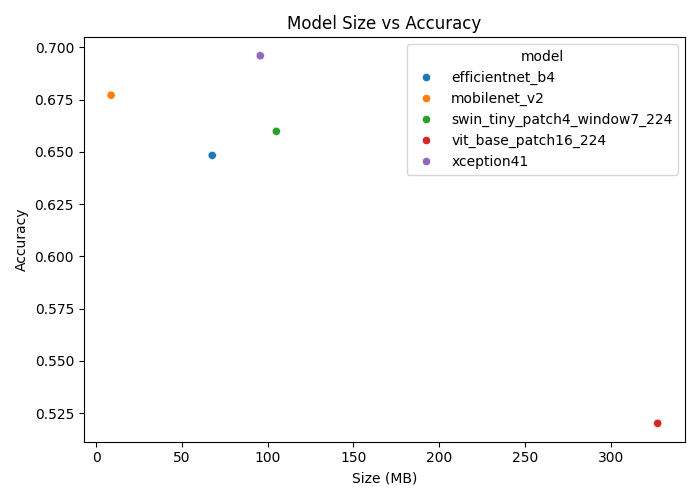 Model Size vs Accuracy
0.700
0.675
0.650
0.625
0.600
0.575
0.550
0.525
Accuracy
model
efficientnet_b4
mobilenet_v2
swin_tiny_patch4_window7_224
vit_base_patch16_224
xception41
0 50 100 150 200 250 300
Size (MB)